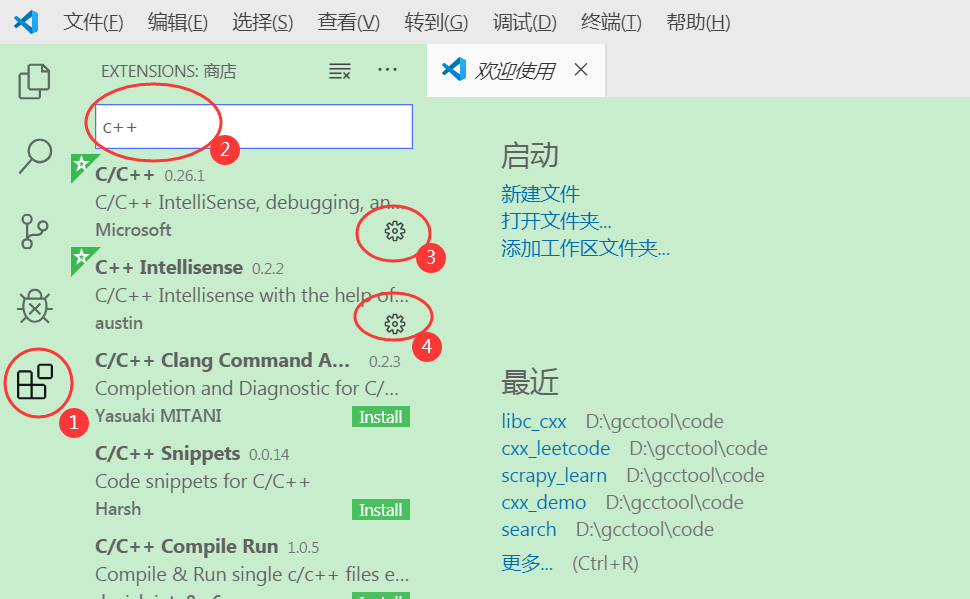 文件(F) 编辑(E) 选择(S) 查看(V) 转到(G) 调试(D) 终端(T) 帮助(H)
EXTENSIONS: 商店
欢迎使用
c++
2
C/C++ 0.26.1
C/C++ IntelliSense, debugging, an...
Microsoft
3
C++ Intellisense 0.2.2
C/C++ Intellisense with the help of...
austin
4
C/C++ Clang Command A... 0.2.3
Completion and Diagnostic for C/...
Yasuaki MITANI Install
1
C/C++ Snippets 0.0.14
Code snippets for C/C++
Harsh Install
C/C++ Compile Run 1.0.5
Compile & Run single c/c++ files e...
Install
启动
新建文件
打开文件夹...
添加工作区文件夹...
最近
libc_cxx D:\gcctool\code
cxx_leetcode D:\gcctool\code
scrapy_learn D:\gcctool\code
cxx_demo D:\gcctool\code
search D:\gcctool\code
更多... (Ctrl+R)